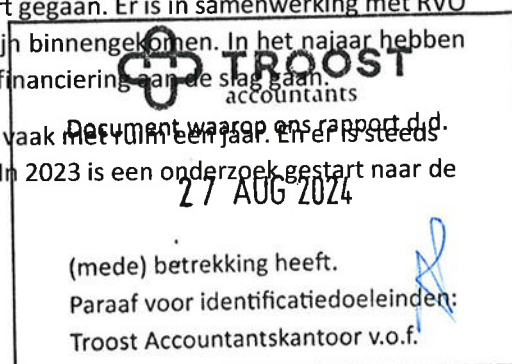 t gegaan. Er is in samenwerking met RVO
jn binnengekomen. In het najaar hebben
TROOST
financiering aan de slag gaan.
accountants
Document waarop ons rapport d.d.
vaak met ruim een jaar. En er is steeds
In 2023 is een onderzoek gestart naar de
27 AUG 2024
(mede) betrekking heeft.
Paraaf voor identificatiedoeleinden:
Troost Accountantskantoor v.o.f.